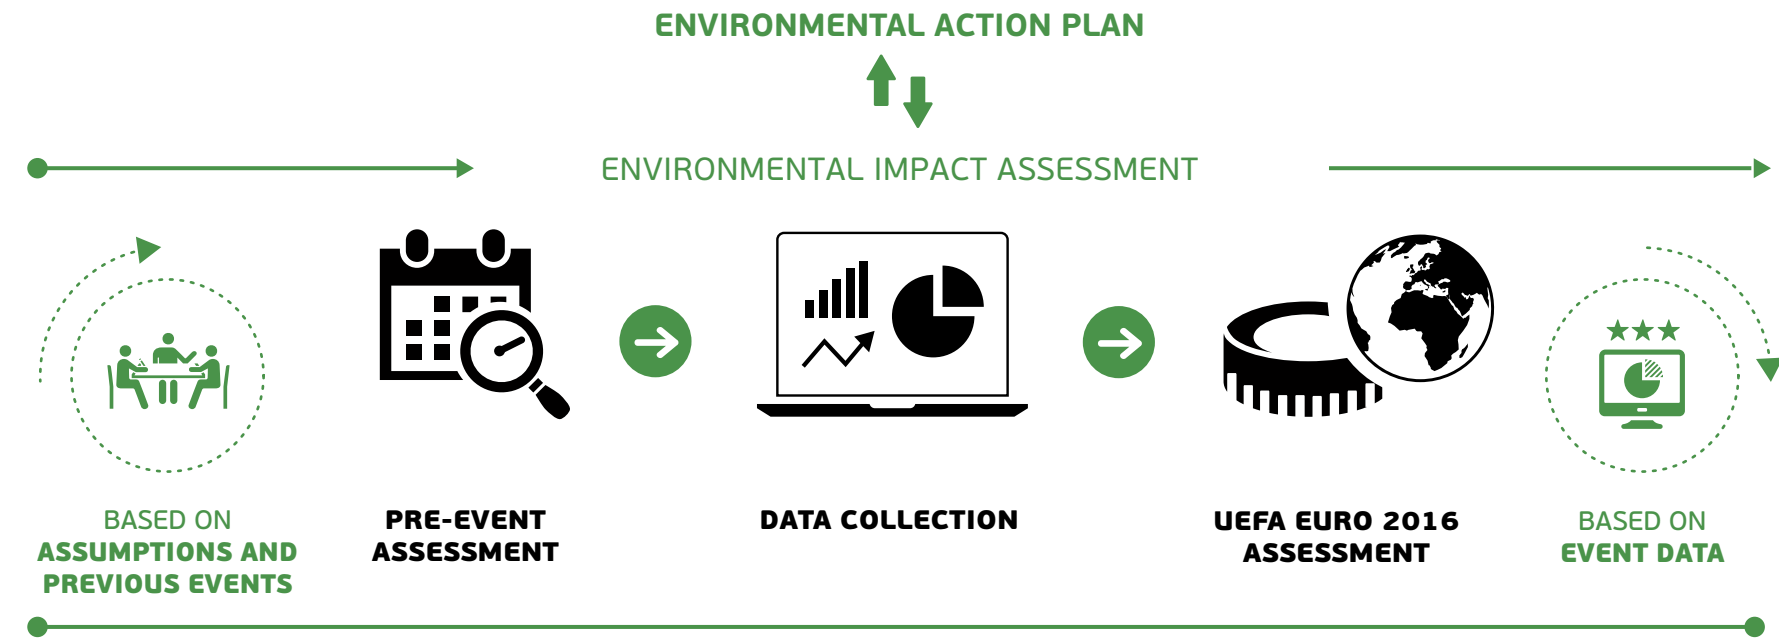 ENVIRONMENTAL ACTION PLAN
ENVIRONMENTAL IMPACT ASSESSMENT
BASED ON
ASSUMPTIONS AND
PREVIOUS EVENTS
PRE-EVENT
ASSESSMENT
DATA COLLECTION
UEFA EURO 2016
ASSESSMENT
BASED ON
EVENT DATA